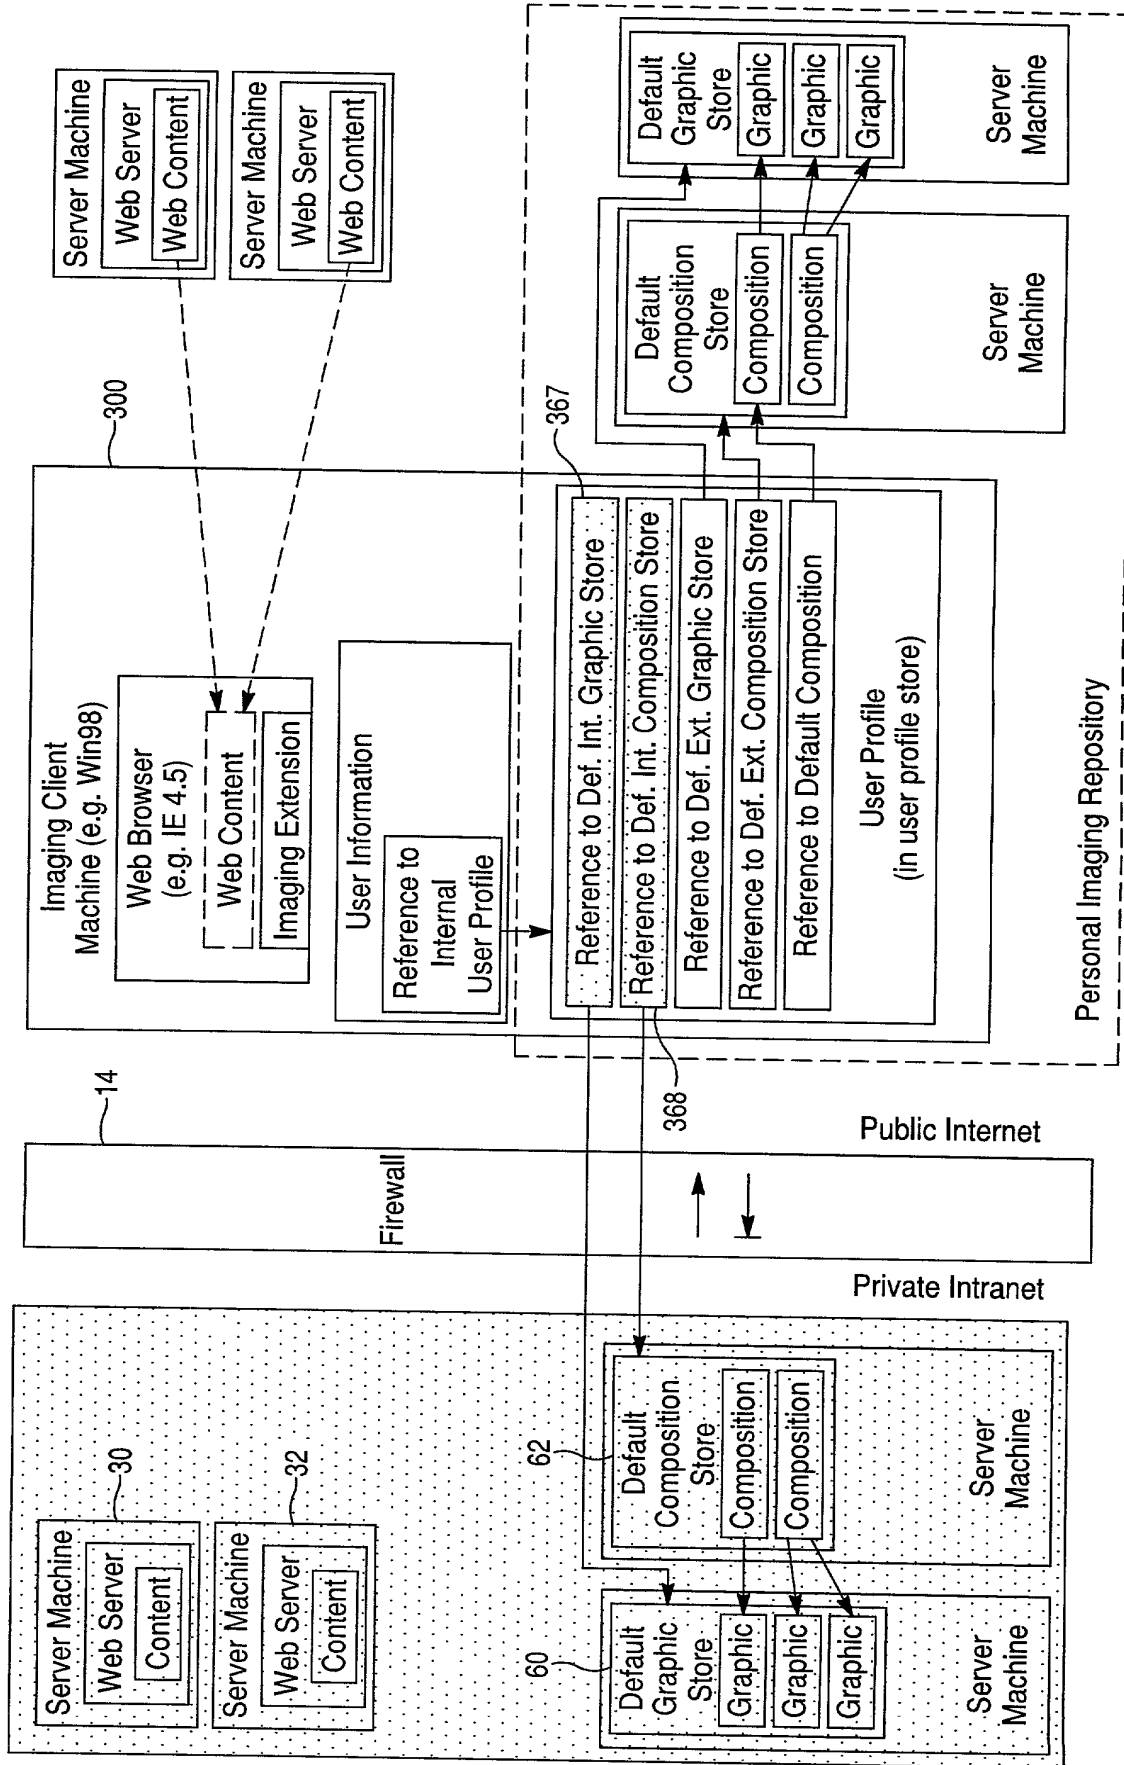 Server Machine
Web Server
Content
30
Server Machine
Web Server
Content
32
60
Default
Graphic
Store
Graphic
Graphic
Graphic
Server
Machine
62
Default
Composition
Store
Composition
Composition
Server
Machine
Private Intranet
Firewall
14
Public Internet
Imaging Client
Machine (e.g. Win98)
300
Web Browser
(e.g. IE 4.5)
Web Content
Imaging Extension
User Information
Reference to
Internal
User Profile
Reference to Def. Int. Graphic Store
367
Reference to Def. Int. Composition Store
368
Reference to Def. Ext. Graphic Store
Reference to Def. Ext. Composition Store
Reference to Default Composition
User Profile
(in user profile store)
Personal Imaging Repository
Server Machine
Web Server
Web Content
Server Machine
Web Server
Web Content
Default
Composition
Store
Composition
Composition
Server
Machine
Default
Graphic
Store
Graphic
Graphic
Graphic
Server
Machine